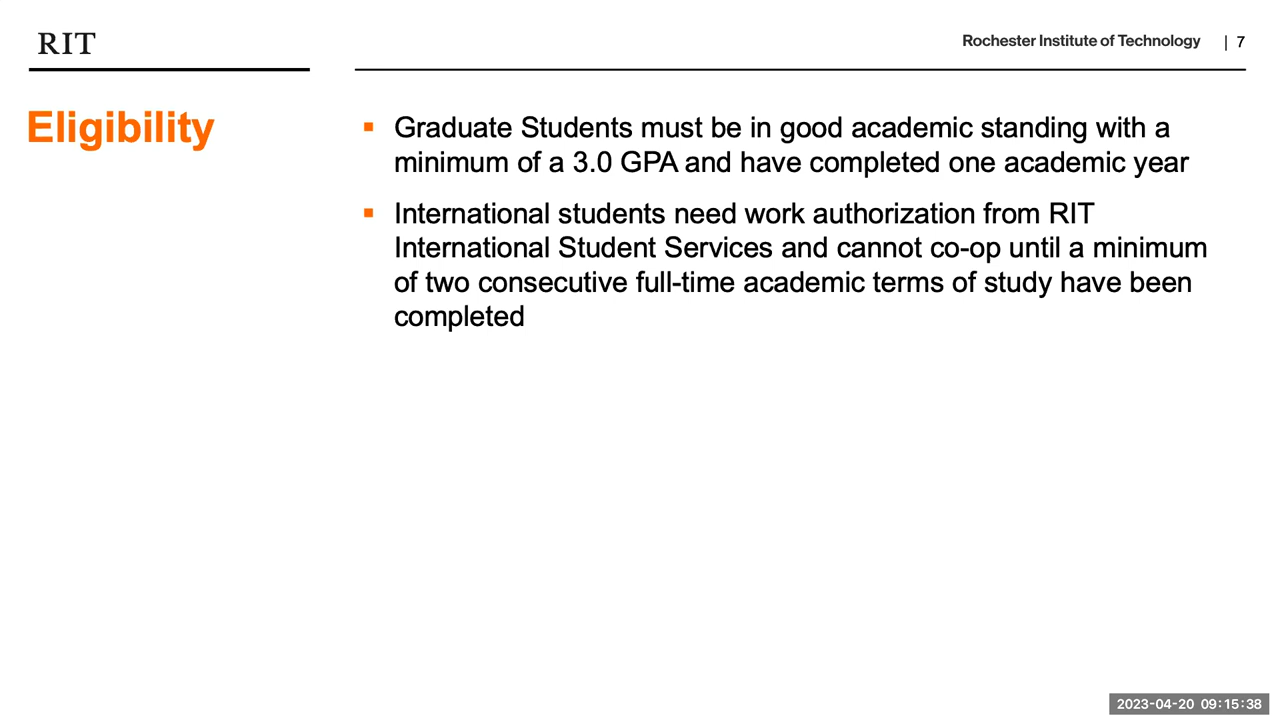 RIT
Rochester Institute of Technology | 7
Eligibility
▪ Graduate Students must be in good academic standing with a
minimum of a 3.0 GPA and have completed one academic year
▪ International students need work authorization from RIT
International Student Services and cannot co-op until a minimum
of two consecutive full-time academic terms of study have been
completed
2023-04-20 09:15:38